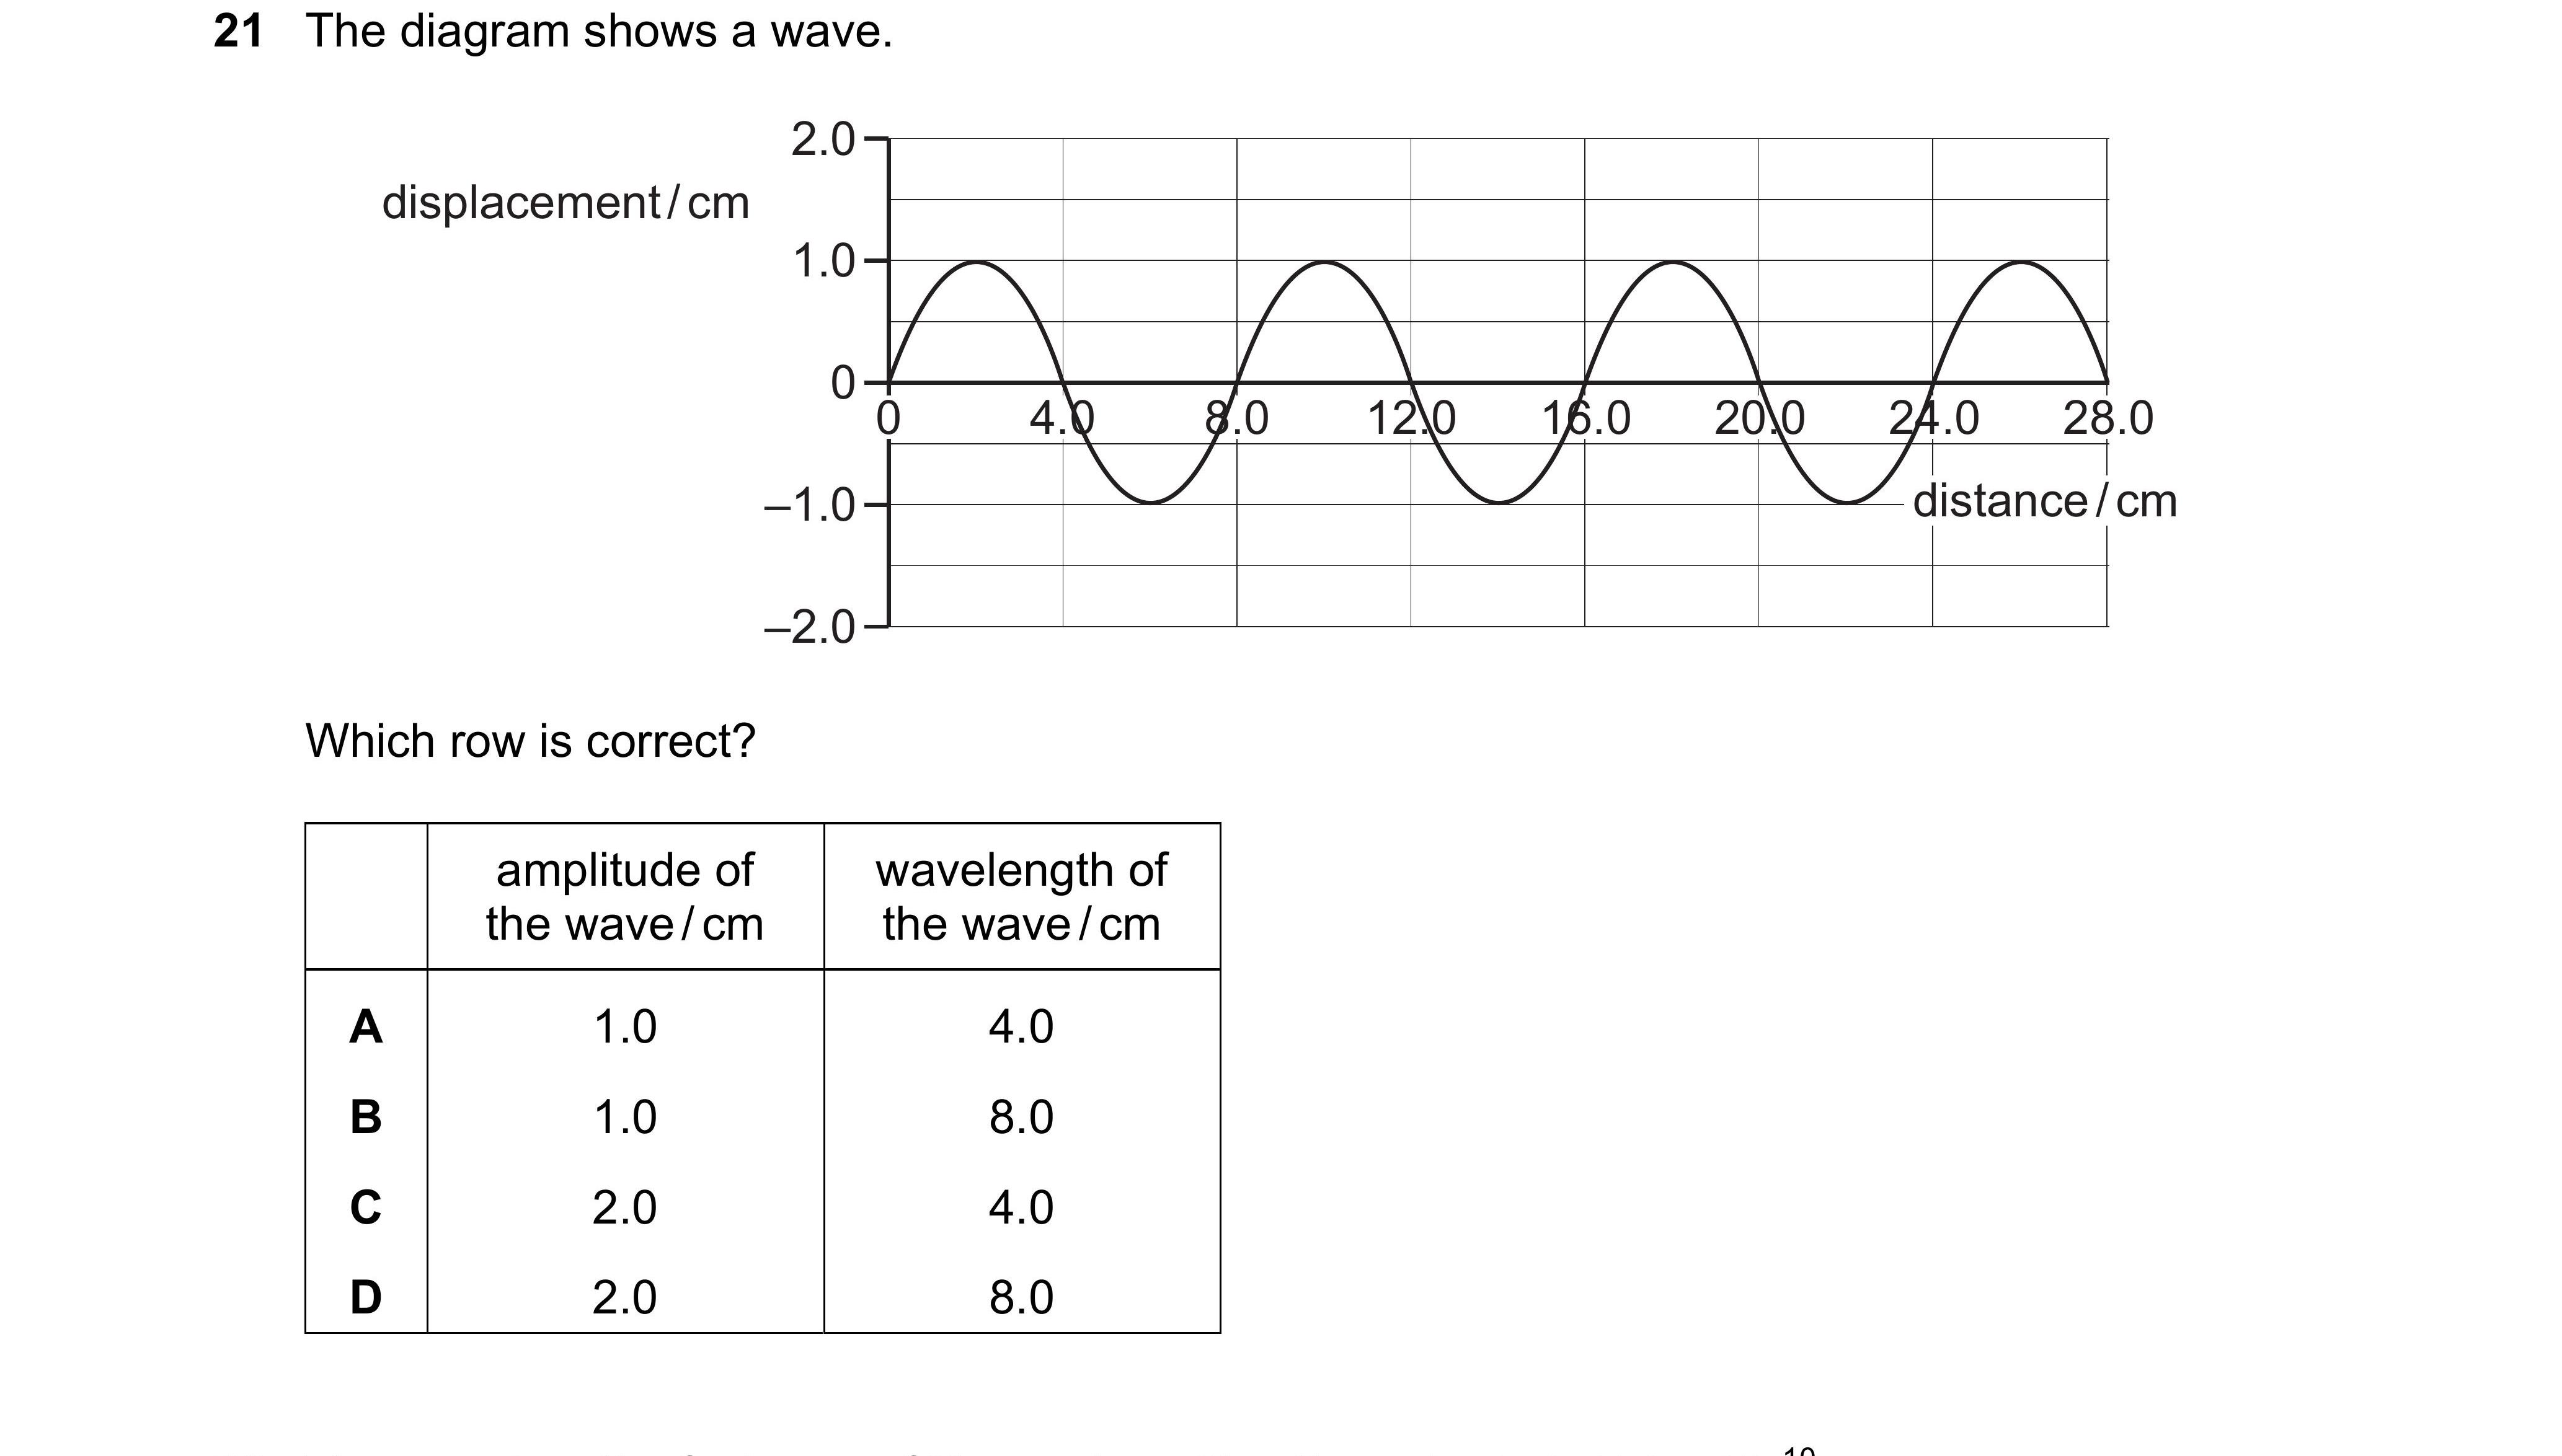 21 The diagram shows a wave.
2.0
displacement / cm
1.0
0
0 4.0 8.0 12.0 16.0 20.0 24.0 28.0
–1.0
distance / cm
–2.0
Which row is correct?
amplitude of the wave / cm
wavelength of the wave / cm
A 1.0 4.0
B 1.0 8.0
C 2.0 4.0
D 2.0 8.0